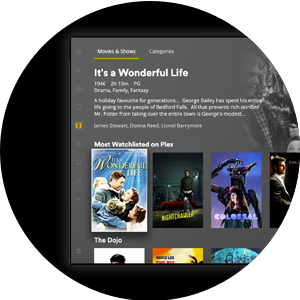 Movies & Shows Categories
It's a Wonderful Life
1946 2h 10m PG
Drama, Family, Fantasy
A holiday favourite for generations... George Bailey has spent his entire
life giving to the people of Bedford Falls. All that prevents rich skinflint
Mr. Potter from taking over the entire town is George's modest...
James Stewart, Donna Reed, Lionel Barrymore
Most Watchlisted on Plex
IT'S A
WONDERFUL
LIFE
NIGHTCRAWLER
COLOSSAL
The Dojo
BRUCE LEE